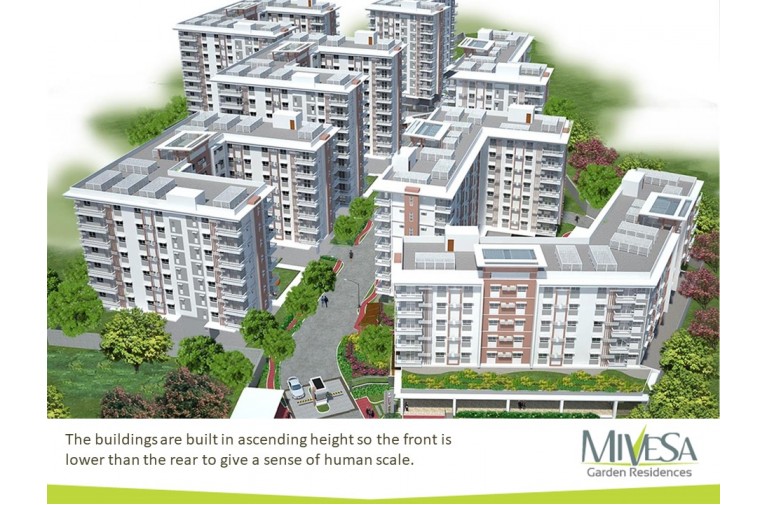 The buildings are built in ascending height so the front is
lower than the rear to give a sense of human scale.
MIVESA
Garden Residences